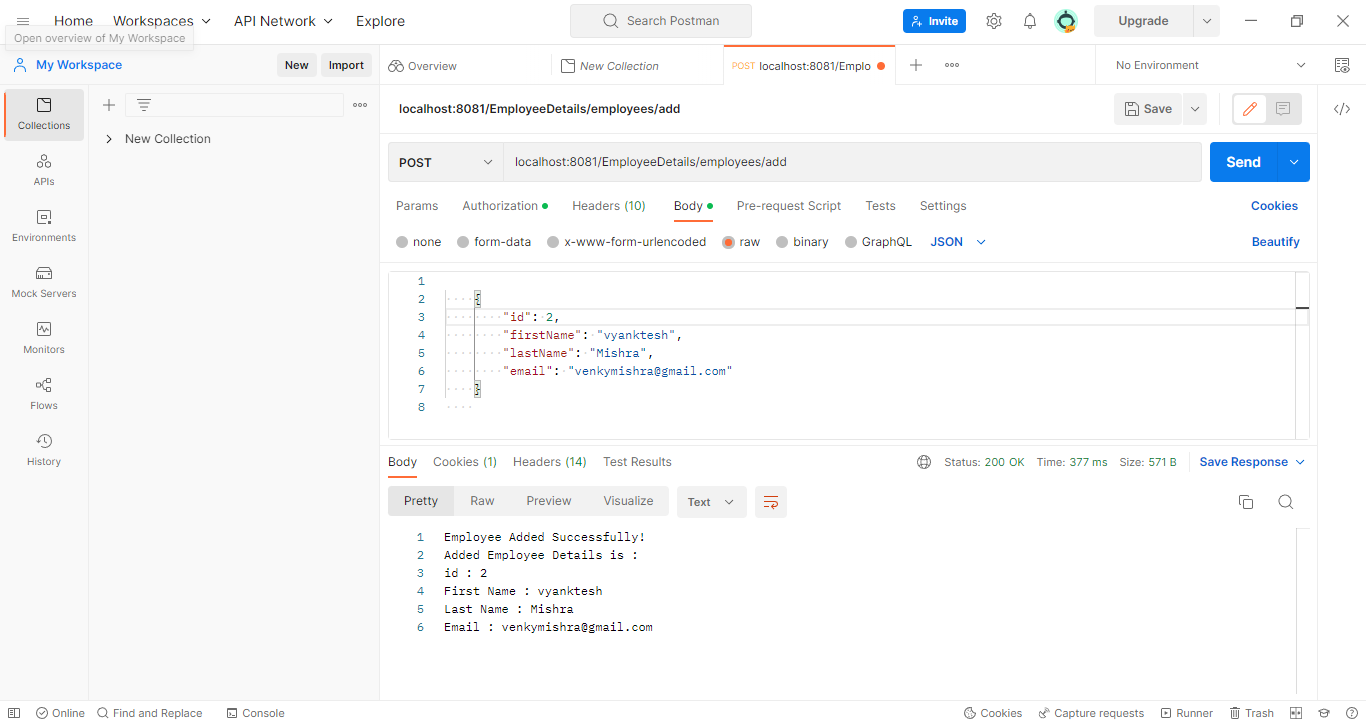 Home Workspaces API Network Explore Search Postman Invite Upgrade
Open overview of My Workspace
My Workspace New Import Overview New Collection POST localhost:8081/Emplo No Environment
Collections
APIs
Environments
Mock Servers
Monitors
Flows
History
New Collection
localhost:8081/EmployeeDetails/employees/add Save
POST localhost:8081/EmployeeDetails/employees/add Send
Params Authorization Headers (10) Body Pre-request Script Tests Settings Cookies
none form-data x-www-form-urlencoded raw binary GraphQL JSON Beautify
1
2 {
3 "id": 2,
4 "firstName": "vyanktesh",
5 "lastName": "Mishra",
6 "email": "venkymishra@gmail.com"
7 }
8
Body Cookies (1) Headers (14) Test Results Status: 200 OK Time: 377 ms Size: 571 B Save Response
Pretty Raw Preview Visualize Text
1 Employee Added Successfully!
2 Added Employee Details is :
3 id : 2
4 First Name : vyanktesh
5 Last Name : Mishra
6 Email : venkymishra@gmail.com
Online Find and Replace Console Cookies Capture requests Runner Trash